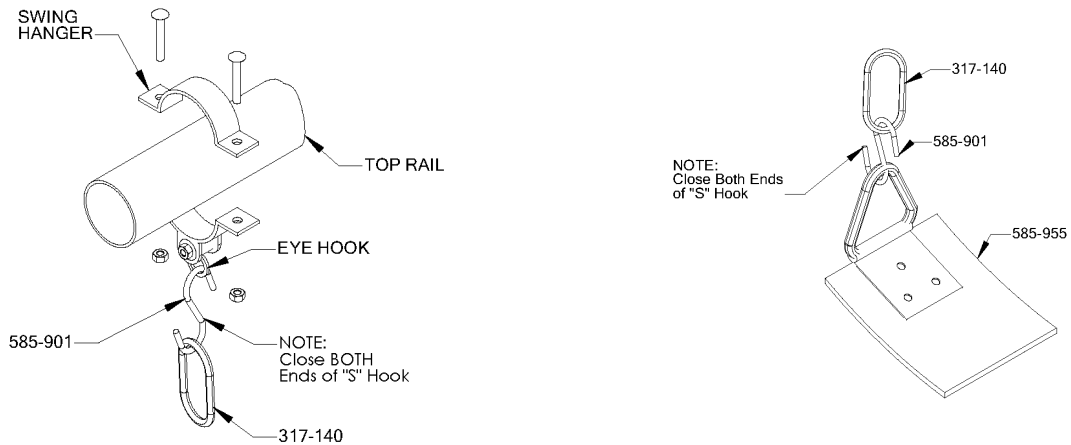 SWING
HANGER
TOP RAIL
EYE HOOK
585-901
NOTE:
Close BOTH
Ends of "S" Hook
317-140
317-140
585-901
NOTE:
Close Both Ends
of "S" Hook
585-955